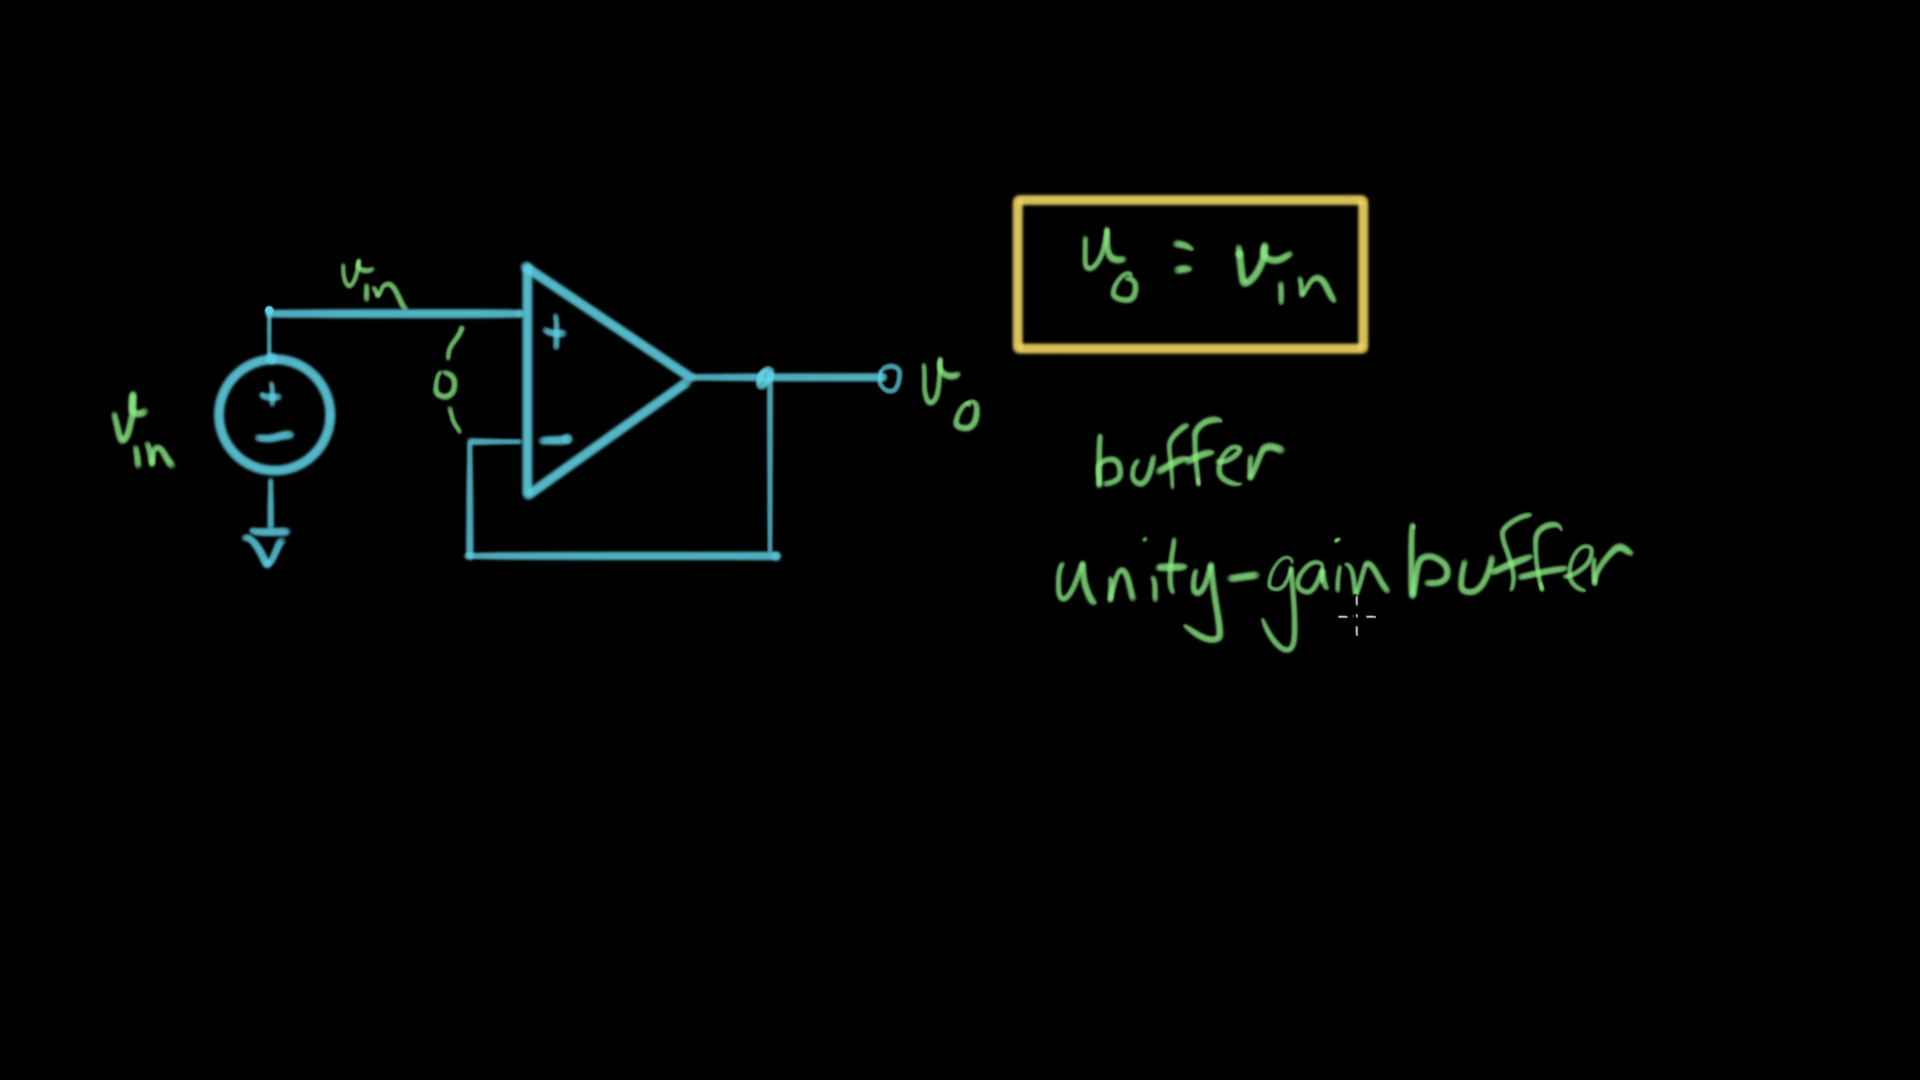 v_in
+
0
−
+
−
v_in
v_o
v_o = v_in
buffer
unity-gain buffer